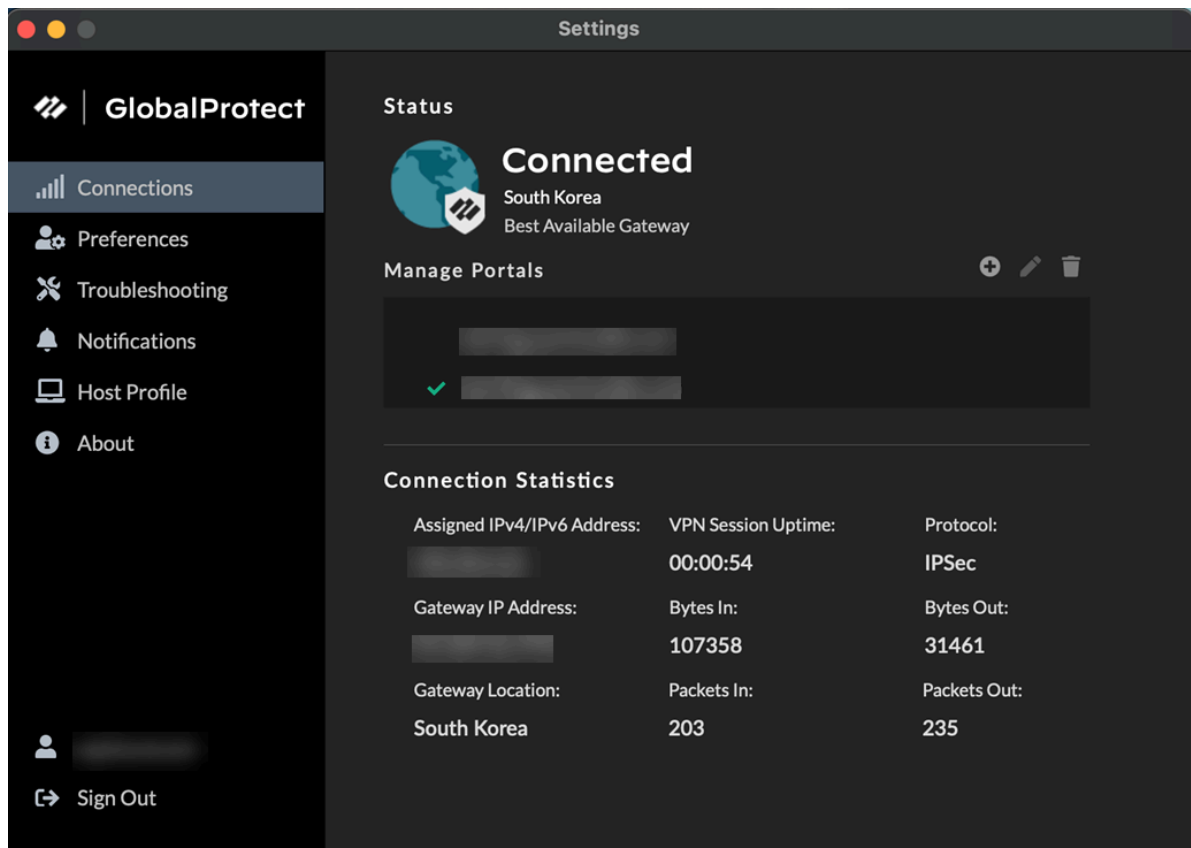 Settings
GlobalProtect
Connections
Preferences
Troubleshooting
Notifications
Host Profile
About
Sign Out
Status
Connected
South Korea
Best Available Gateway
Manage Portals
Connection Statistics
Assigned IPv4/IPv6 Address: VPN Session Uptime: Protocol:
00:00:54 IPSec
Gateway IP Address: Bytes In: Bytes Out:
107358 31461
Gateway Location: Packets In: Packets Out:
South Korea 203 235